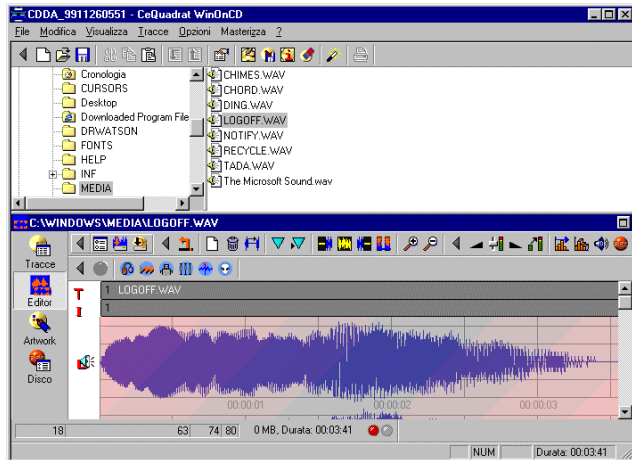 CDDA_9911260551 - CeQuadrat WinOnCD
File Modifica Visualizza Tracce Opzioni Masterizza ?
Cronologia
CURSORS
Desktop
Downloaded Program File
DRWATSON
FONTS
HELP
INF
MEDIA
CHIMES.WAV
CHORD.WAV
DING.WAV
LOGOFF.WAV
NOTIFY.WAV
RECYCLE.WAV
TADA.WAV
The Microsoft Sound.wav
C:\WINDOWS\MEDIA\LOGOFF.WAV
Tracce
Editor
Artwork
Disco
T
I
1 LOGOFF.WAV
1
00:00:01 00:00:02 00:00:03
18 63 74 80 0 MB, Durata: 00:03:41
NUM Durata: 00:03:41